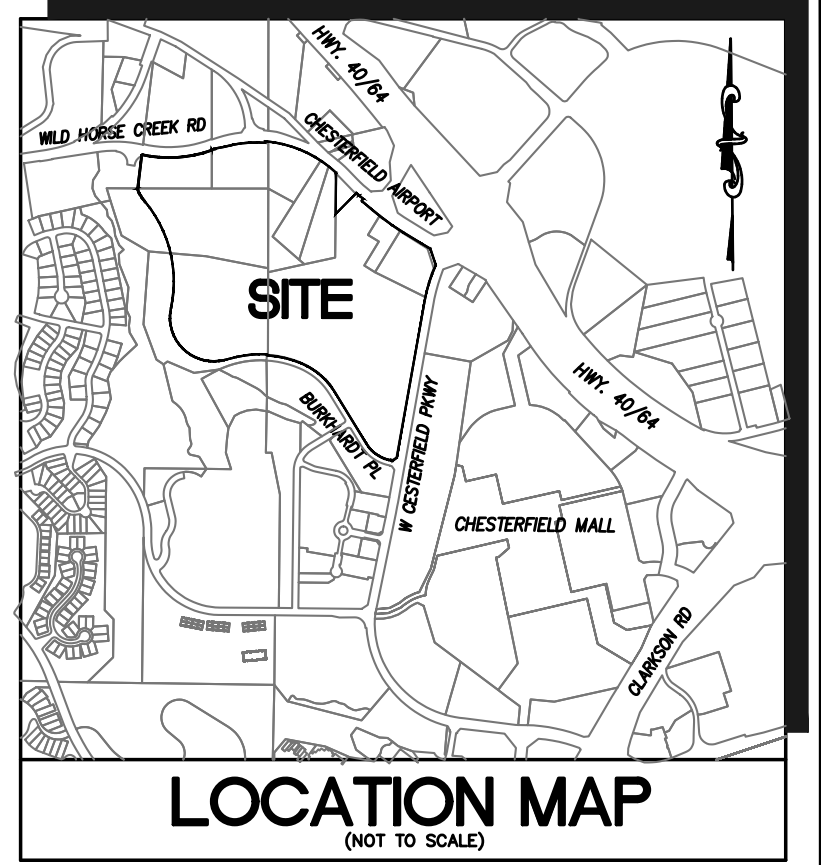 HWY. 40/64
WILD HORSE CREEK RD
CHESTERFIELD AIRPORT
SITE
HWY. 40/64
BURKHARDT PL
W CESTERFIELD PKWY
CHESTERFIELD MALL
CLARKSON RD
LOCATION MAP
(NOT TO SCALE)